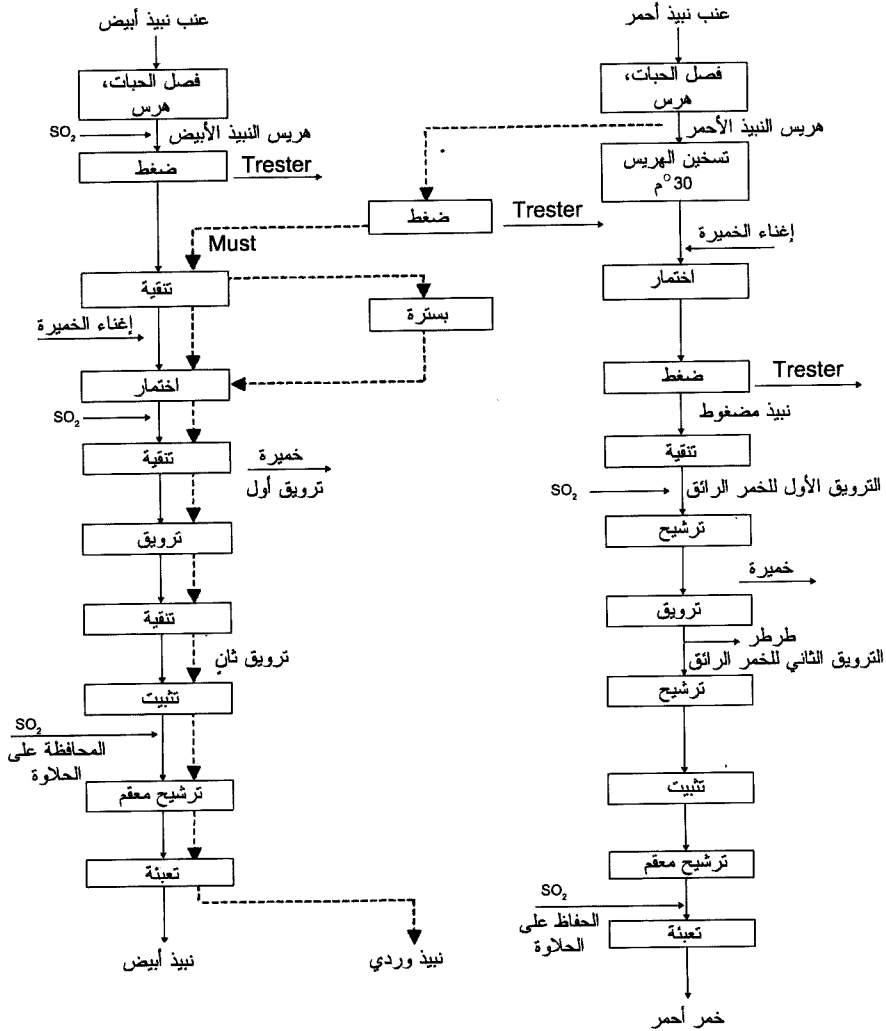 عنب نبيذ أحمر
فصل الحبات،
هرس
هريس النبيذ الأحمر
تسخين الهريس
30°م
إغناء الخميرة
اختمار
ضغط
Trester
نبيذ مضغوط
تنقية
الترويق الأول للخمر الرائق
SO₂
ترشيح
خميرة
ترويق
طرطر
الترويق الثاني للخمر الرائق
ترشيح
تثبيت
ترشيح معقم
SO₂
الحفاظ على
الحلاوة
تعبئة
خمر أحمر
ضغط
Trester
Must
بسترة
عنب نبيذ أبيض
فصل الحبات،
هرس
SO₂
هريس النبيذ الأبيض
ضغط
Trester
تنقية
إغناء الخميرة
اختمار
SO₂
تنقية
خميرة
ترويق أول
ترويق
تنقية
ترويق ثانٍ
تثبيت
SO₂
المحافظة على
الحلاوة
ترشيح معقم
تعبئة
نبيذ وردي
نبيذ أبيض